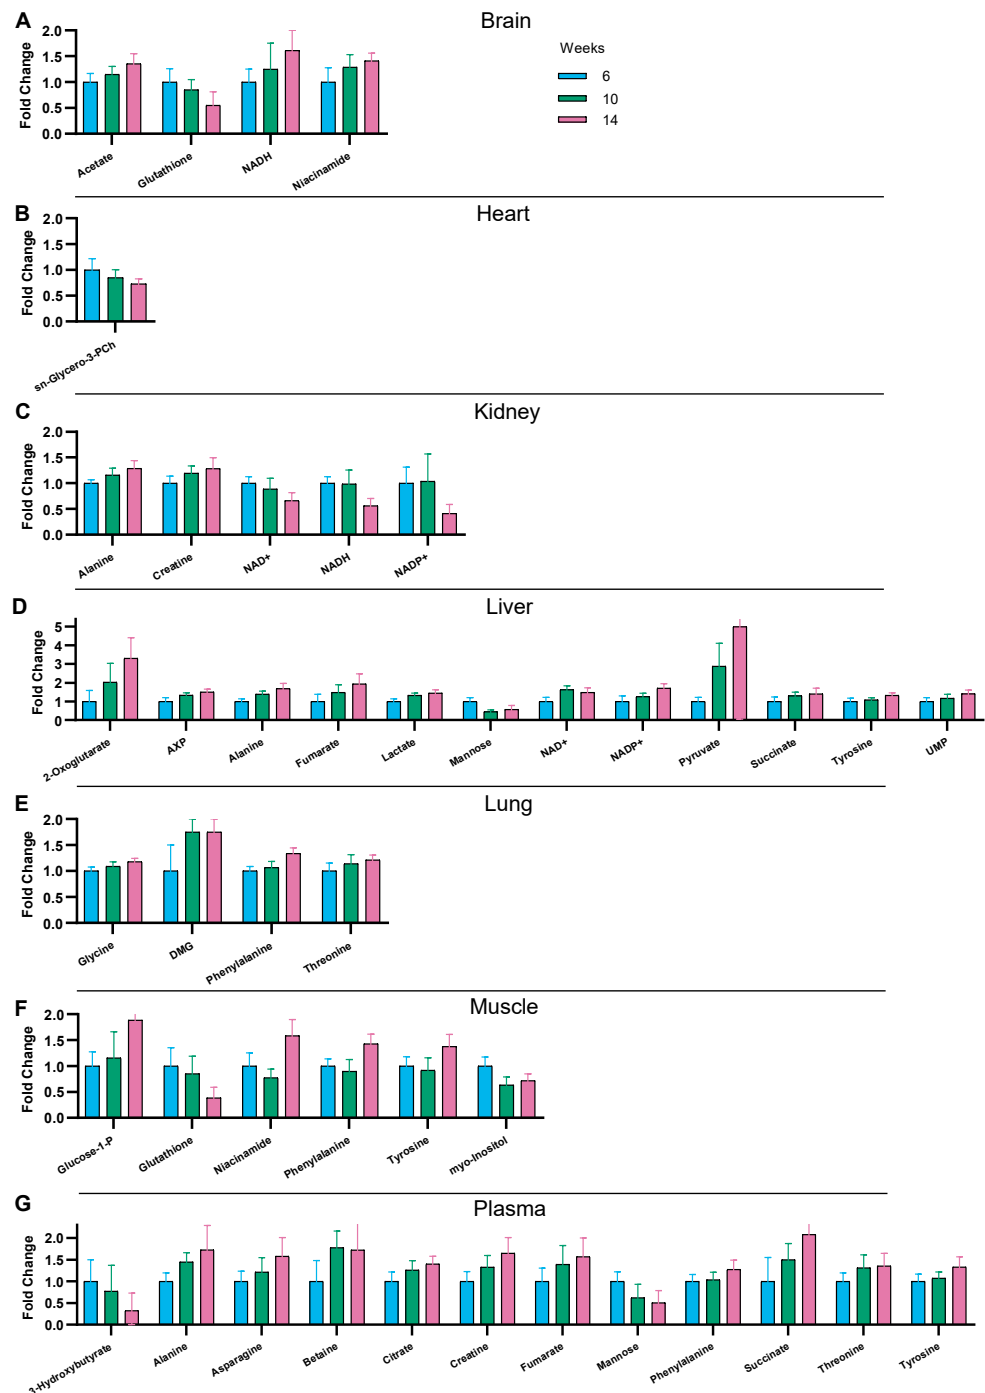 A Brain
Fold Change
2.0
1.5
1.0
0.5
0.0
Acetate Glutathione NADH Niacinamide
Weeks
6
10
14
B Heart
Fold Change
2.0
1.5
1.0
0.5
0.0
sn-Glycero-3-PCh
C Kidney
Fold Change
2.0
1.5
1.0
0.5
0.0
Alanine Creatine NAD+ NADH NADP+
D Liver
Fold Change
5
4
3
2
1
0
2-Oxoglutarate AXP Alanine Fumarate Lactate Mannose NAD+ NADP+ Pyruvate Succinate Tyrosine UMP
E Lung
Fold Change
2.0
1.5
1.0
0.5
0.0
Glycine DMG Phenylalanine Threonine
F Muscle
Fold Change
2.0
1.5
1.0
0.5
0.0
Glucose-1-P Glutathione Niacinamide Phenylalanine Tyrosine myo-Inositol
G Plasma
Fold Change
2.0
1.5
1.0
0.5
0.0
3-Hydroxybutyrate Alanine Asparagine Betaine Citrate Creatine Fumarate Mannose Phenylalanine Succinate Threonine Tyrosine